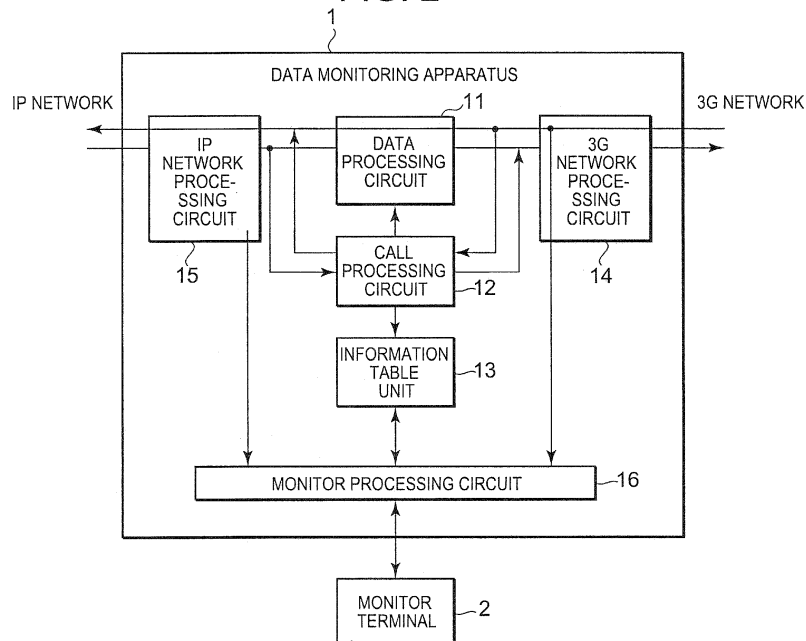 1
DATA MONITORING APPARATUS
IP NETWORK
3G NETWORK
11
DATA
PROCESSING
CIRCUIT
IP
NETWORK
PROCE-
SSING
CIRCUIT
15
3G
NETWORK
PROCE-
SSING
CIRCUIT
14
CALL
PROCESSING
CIRCUIT
12
INFORMATION
TABLE
UNIT
13
MONITOR PROCESSING CIRCUIT
16
MONITOR
TERMINAL
2